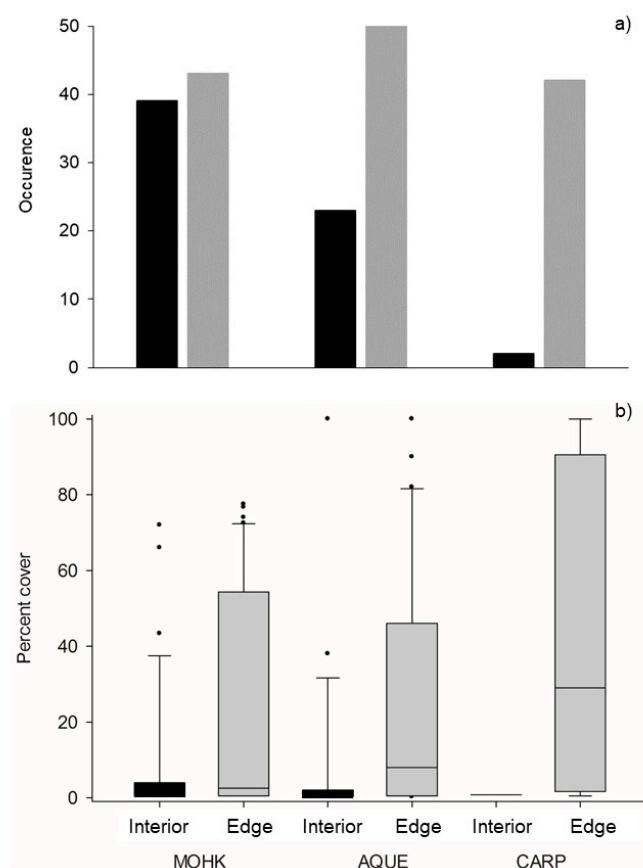 a)
50
40
30
20
10
0
Occurence
b)
100
80
60
40
20
0
Percent cover
Interior Edge Interior Edge Interior Edge
MOHK AQUE CARP